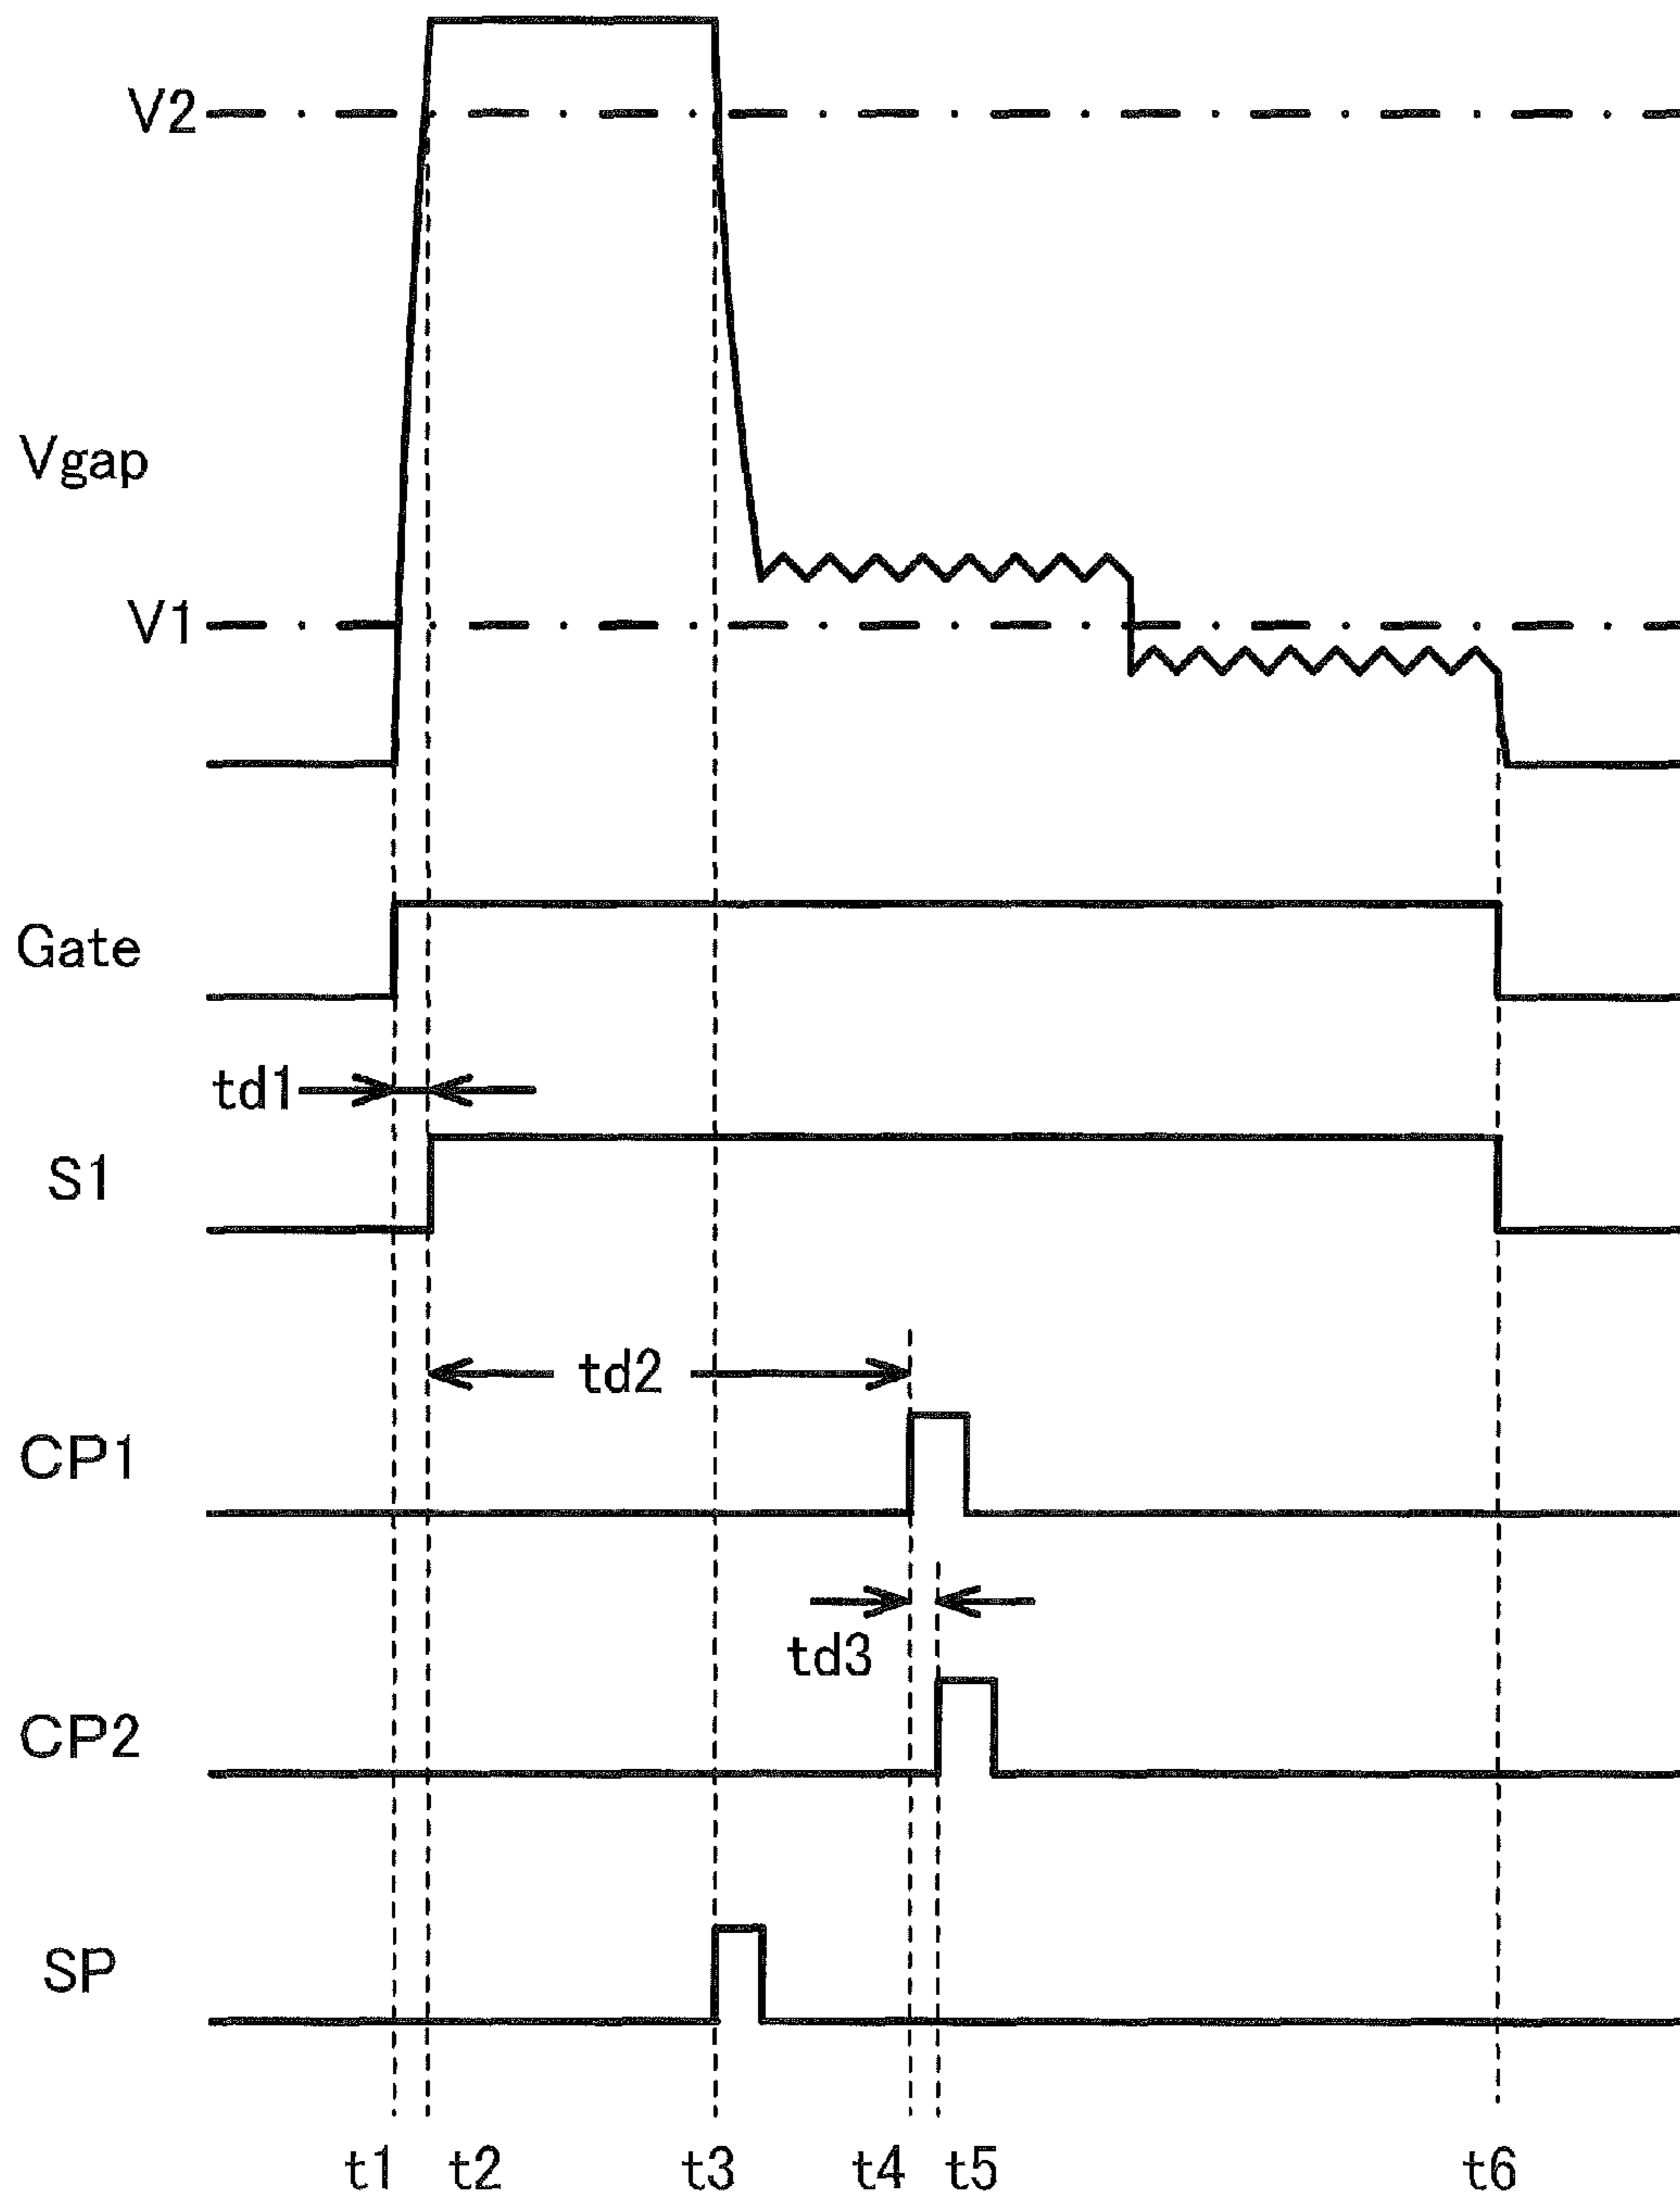 V2
Vgap
V1
Gate
td1
S1
td2
CP1
td3
CP2
SP
t1 t2 t3 t4 t5 t6